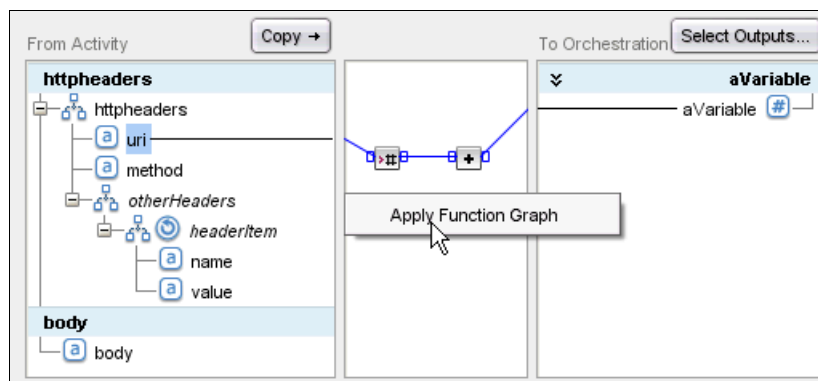 From Activity
Copy →
To Orchestration
Select Outputs...
httpheaders
httpheaders
a uri
a method
otherHeaders
headerItem
a name
a value
body
a body
>#
+
Apply Function Graph
aVariable
aVariable #